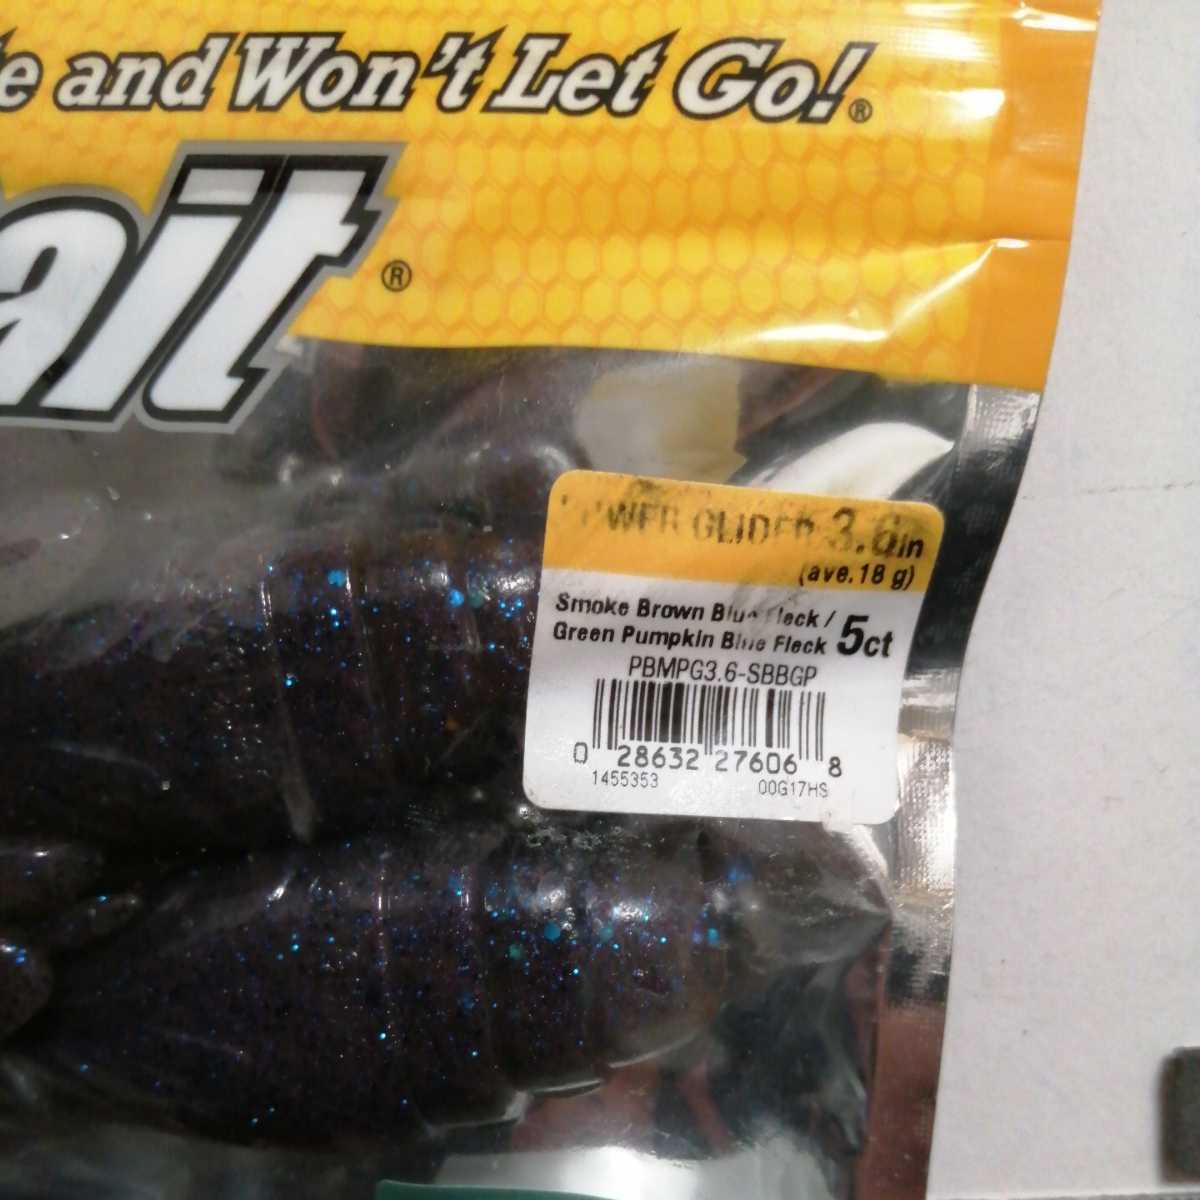 and Won't Let Go!®
ait®
GLIDER 3.6in
(ave.18 g)
Smoke Brown Blue Fleck /
Green Pumpkin Blue Fleck 5ct
PBMPG3.6-SBBGP
0 28632 27606 8
1455353 00G17HS